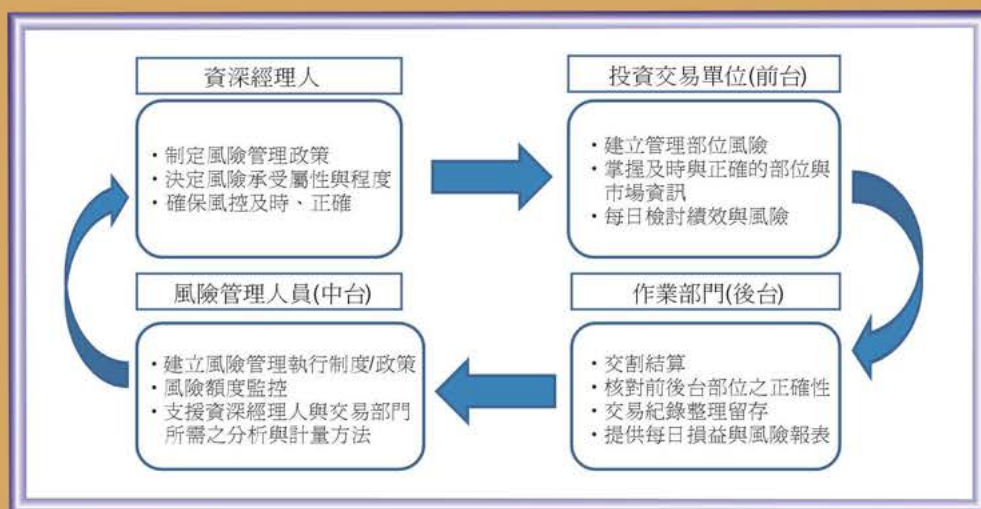 資深經理人
・制定風險管理政策
・決定風險承受屬性與程度
・確保風控及時、正確
投資交易單位(前台)
・建立管理部位風險
・掌握及時與正確的部位與
市場資訊
・每日檢討績效與風險
風險管理人員(中台)
・建立風險管理執行制度/政策
・風險額度監控
・支援資深經理人與交易部門
所需之分析與計量方法
作業部門(後台)
・交割結算
・核對前後台部位之正確性
・交易紀錄整理留存
・提供每日損益與風險報表